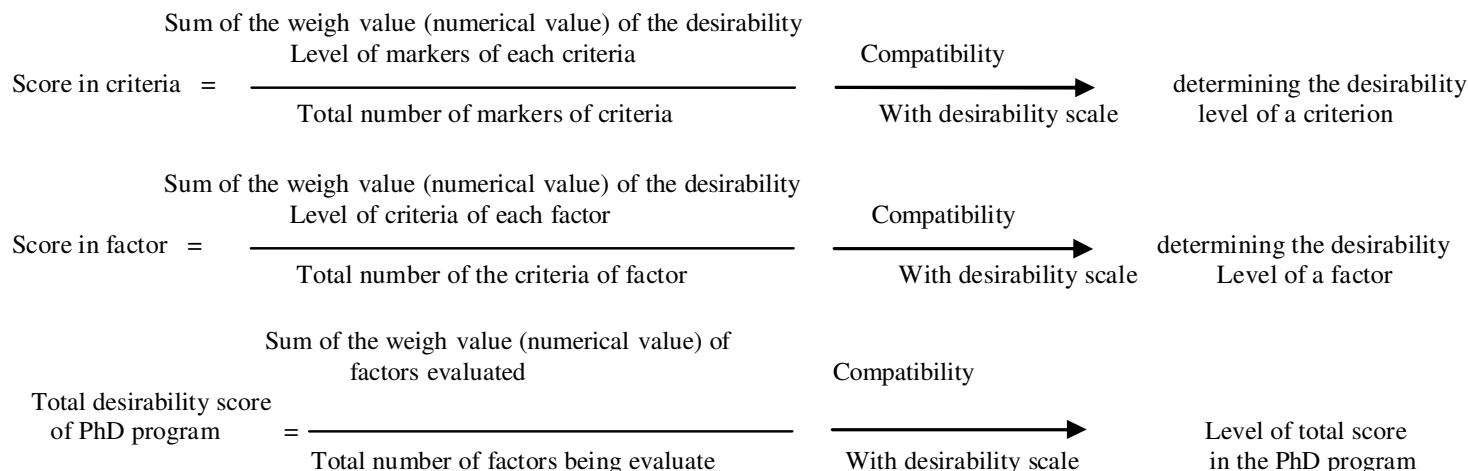 Sum of the weigh value (numerical value) of the desirability
Level of markers of each criteria
Score in criteria =
Total number of markers of criteria
Compatibility
With desirability scale
determining the desirability
level of a criterion
Sum of the weigh value (numerical value) of the desirability
Level of criteria of each factor
Score in factor =
Total number of the criteria of factor
Compatibility
With desirability scale
determining the desirability
Level of a factor
Sum of the weigh value (numerical value) of
factors evaluated
Total desirability score
of PhD program =
Total number of factors being evaluate
Compatibility
With desirability scale
Level of total score
in the PhD program